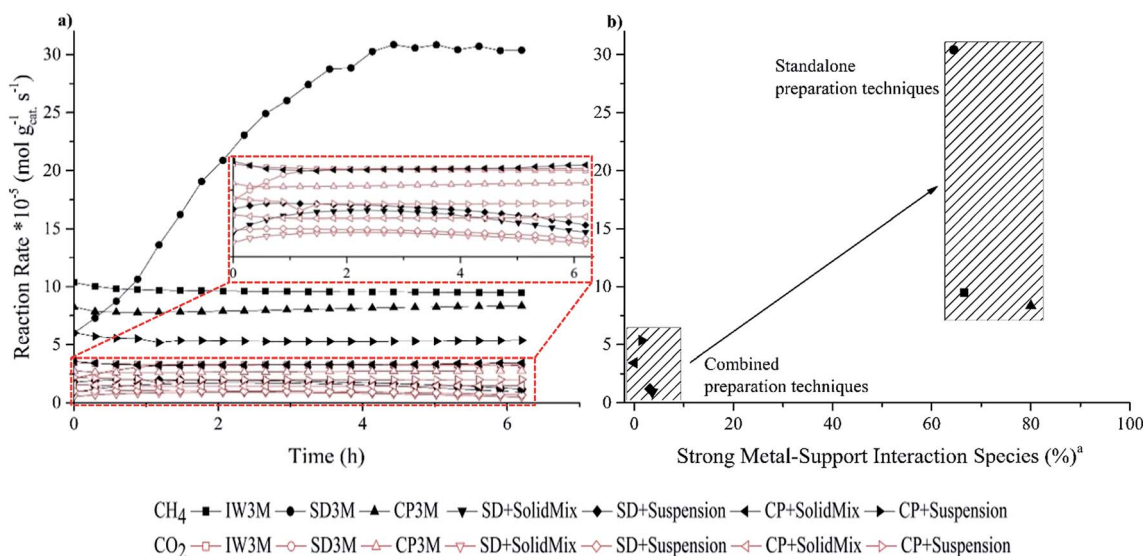 a)
Reaction Rate *10⁻⁵ (mol g⁻¹cat. s⁻¹)
30
25
20
15
10
5
0
0 2 4 6
0 2 4 6
Time (h)
b)
Standalone
preparation techniques
Combined
preparation techniques
0 20 40 60 80 100
Strong Metal-Support Interaction Species (%)ᵃ
CH₄ IW3M SD3M CP3M SD+SolidMix SD+Suspension CP+SolidMix CP+Suspension
CO₂ IW3M SD3M CP3M SD+SolidMix SD+Suspension CP+SolidMix CP+Suspension